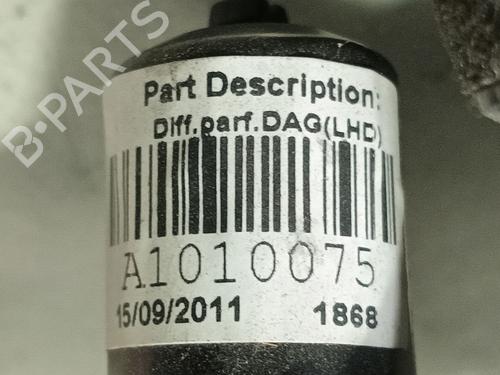 B-PARTS
Part Description:
Diff.parf.DAG(LHD)
A1010075
15/09/2011 1868